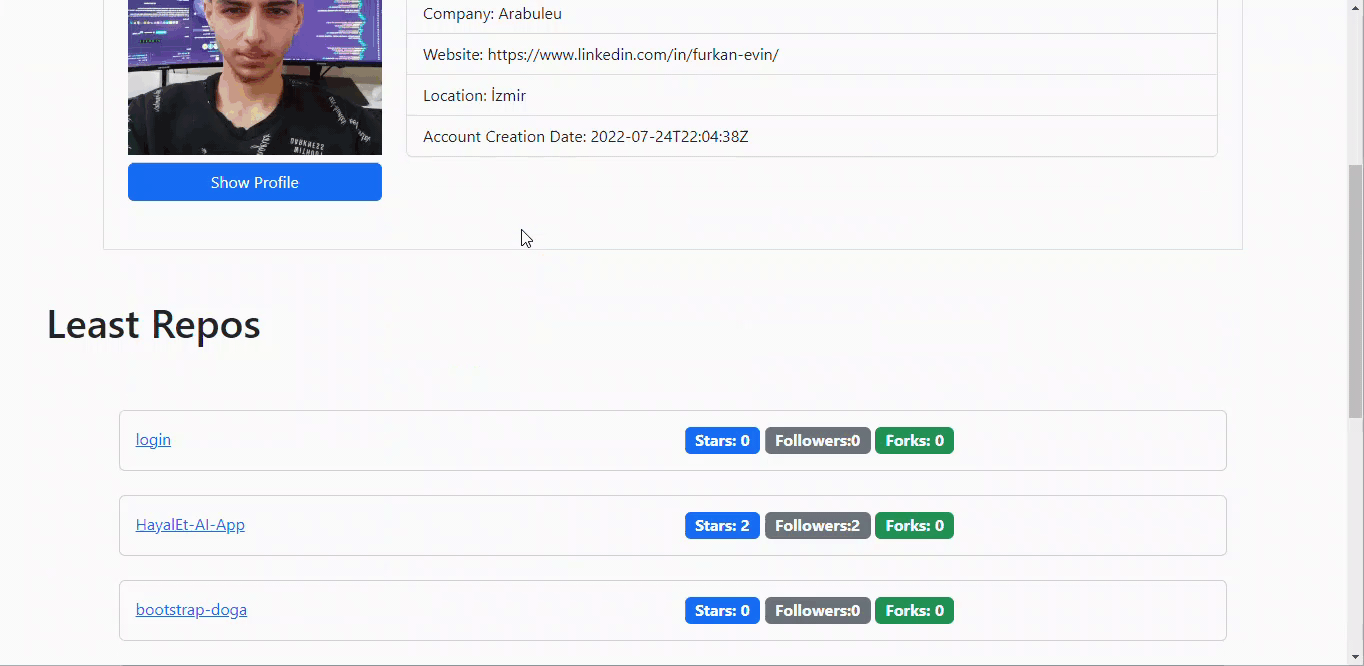 Company: Arabuleu
Website: https://www.linkedin.com/in/furkan-evin/
Location: İzmir
Account Creation Date: 2022-07-24T22:04:38Z
Show Profile
Least Repos
login Stars: 0 Followers:0 Forks: 0
HayalEt-AI-App Stars: 2 Followers:2 Forks: 0
bootstrap-doga Stars: 0 Followers:0 Forks: 0